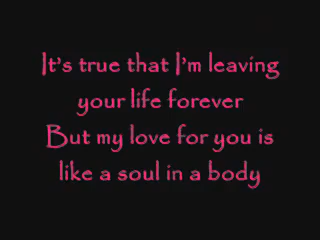 It's true that I'm leaving
your life forever
But my love for you is
like a soul in a body